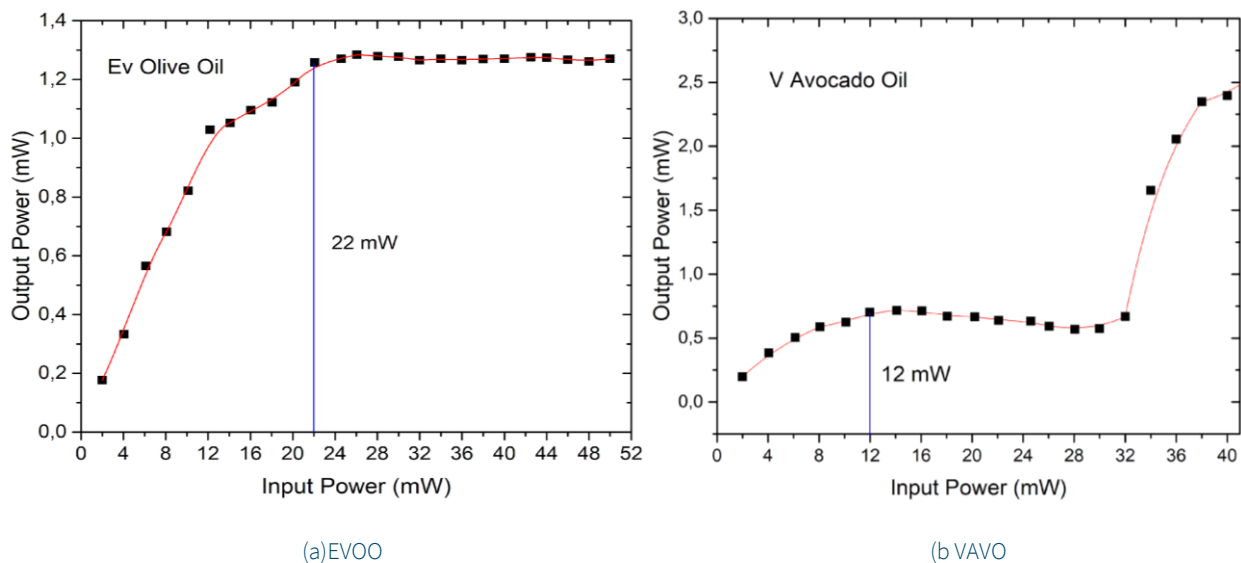 Ev Olive Oil
1,4
1,2
1,0
0,8
0,6
0,4
0,2
0,0
Output Power (mW)
22 mW
0 4 8 12 16 20 24 28 32 36 40 44 48 52
Input Power (mW)
(a)EVOO
V Avocado Oil
3,0
2,5
2,0
1,5
1,0
0,5
0,0
Output Power (mW)
12 mW
0 4 8 12 16 20 24 28 32 36 40
Input Power (mW)
(b VAVO